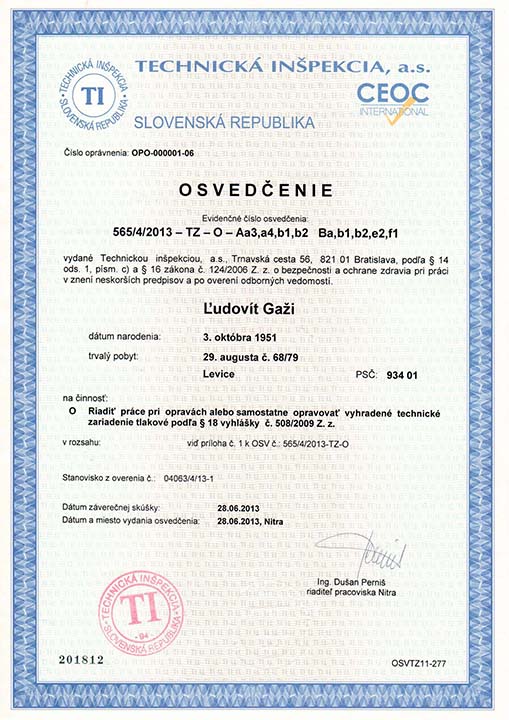 TECHNICKÁ INŠPEKCIA
TI
SLOVENSKÁ REPUBLIKA
TECHNICKÁ INŠPEKCIA, a.s.
CEOC
INTERNATIONAL
SLOVENSKÁ REPUBLIKA
Číslo oprávnenia: OPO-000001-06
OSVEDČENIE
Evidenčné číslo osvedčenia:
565/4/2013 – TZ – O – Aa3,a4,b1,b2 Ba,b1,b2,e2,f1
vydané Technickou inšpekciou, a.s., Trnavská cesta 56, 821 01 Bratislava, podľa § 14
ods. 1, písm. c) a § 16 zákona č. 124/2006 Z. z. o bezpečnosti a ochrane zdravia pri práci
v znení neskorších predpisov a po overení odborných vedomostí.
Ľudovít Gaži
dátum narodenia: 3. októbra 1951
trvalý pobyt: 29. augusta č. 68/79
Levice PSČ: 934 01
na činnosť:
O Riadiť práce pri opravách alebo samostatne opravovať vyhradené technické
zariadenie tlakové podľa § 18 vyhlášky č. 508/2009 Z. z.
v rozsahu: viď príloha č. 1 k OSV č.: 565/4/2013-TZ-O
Stanovisko z overenia č.: 04063/4/13-1
Dátum záverečnej skúšky: 28.06.2013
Dátum a miesto vydania osvedčenia: 28.06.2013, Nitra
Ing. Dušan Perniš
riaditeľ pracoviska Nitra
TECHNICKÁ INŠPEKCIA
TI
- 94 -
SLOVENSKÁ REPUBLIKA
201812
OSVTZ11-277